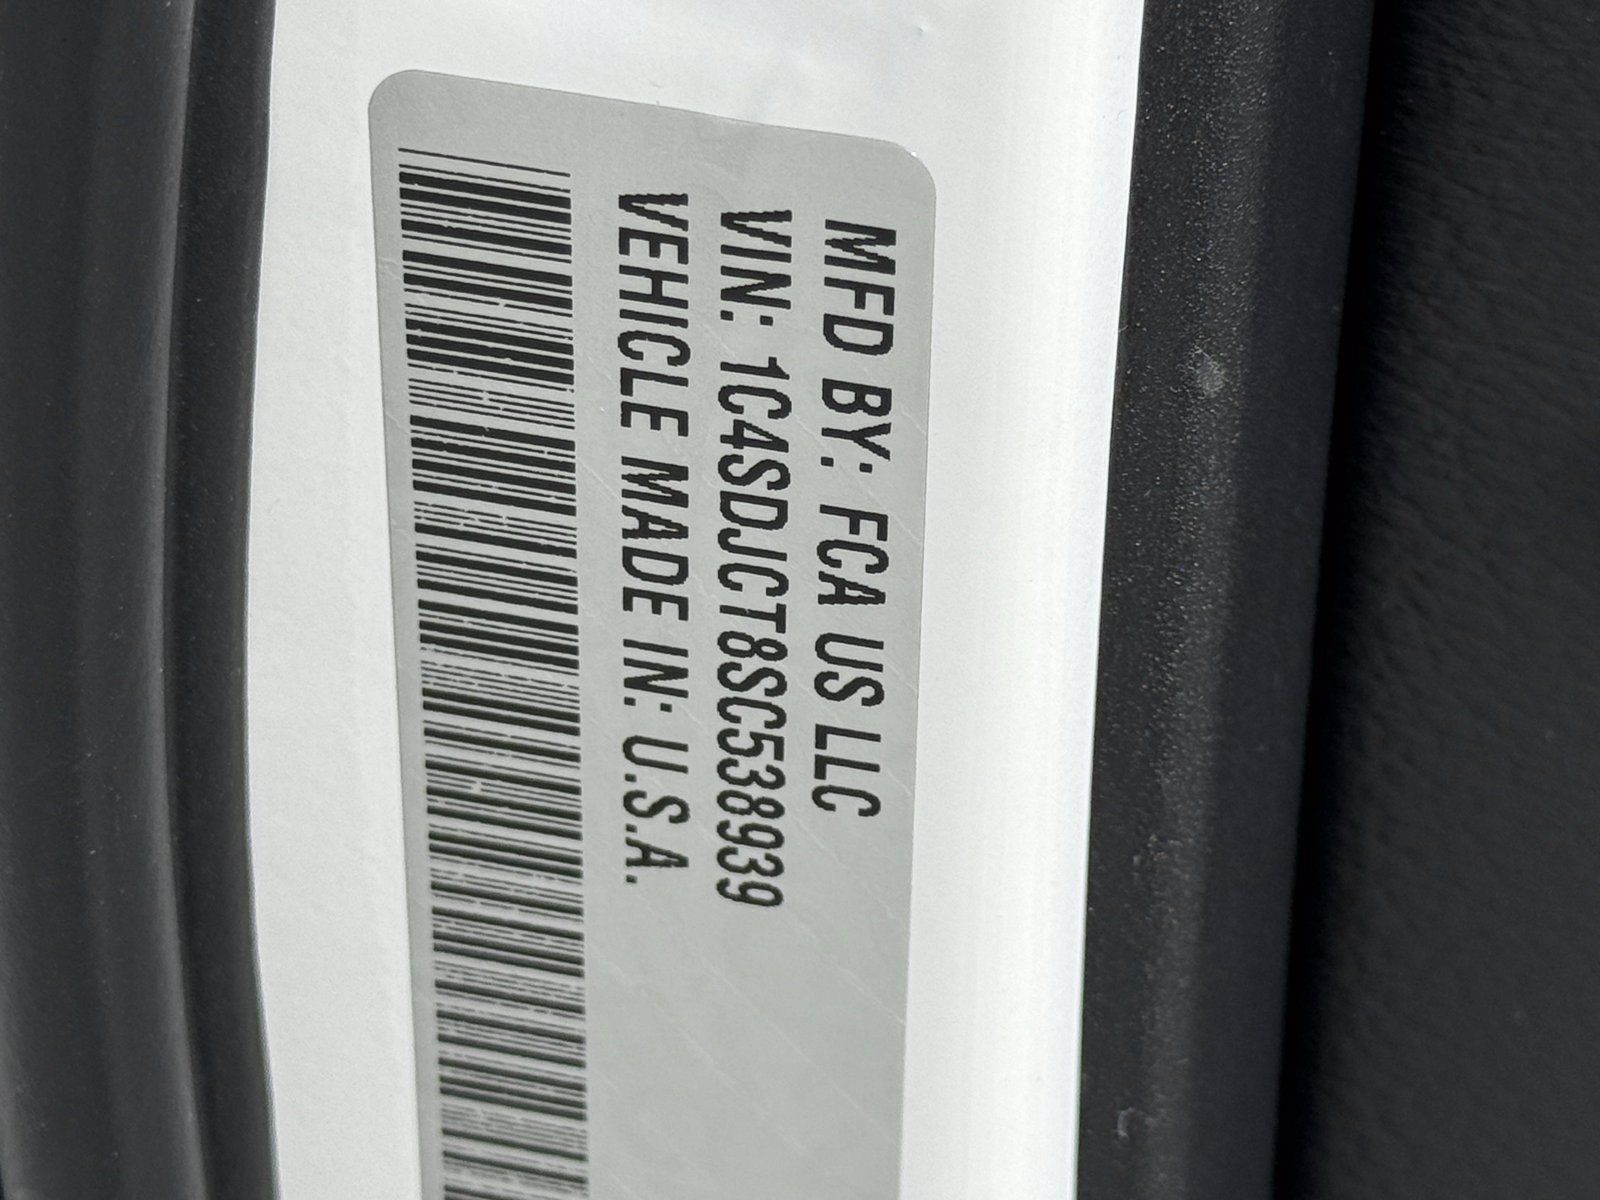 MFD BY: FCA US LLC
VIN: 1C4SDJCT8SC538939
VEHICLE MADE IN: U.S.A.